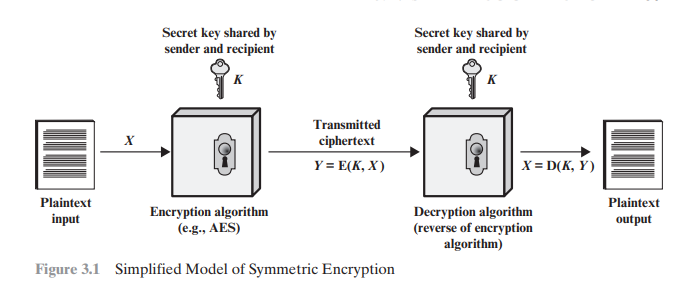 Secret key shared by
sender and recipient
K
Secret key shared by
sender and recipient
K
X
Transmitted
ciphertext
Y = E(K, X)
X = D(K, Y)
Plaintext
input
Encryption algorithm
(e.g., AES)
Decryption algorithm
(reverse of encryption
algorithm)
Plaintext
output
Figure 3.1 Simplified Model of Symmetric Encryption